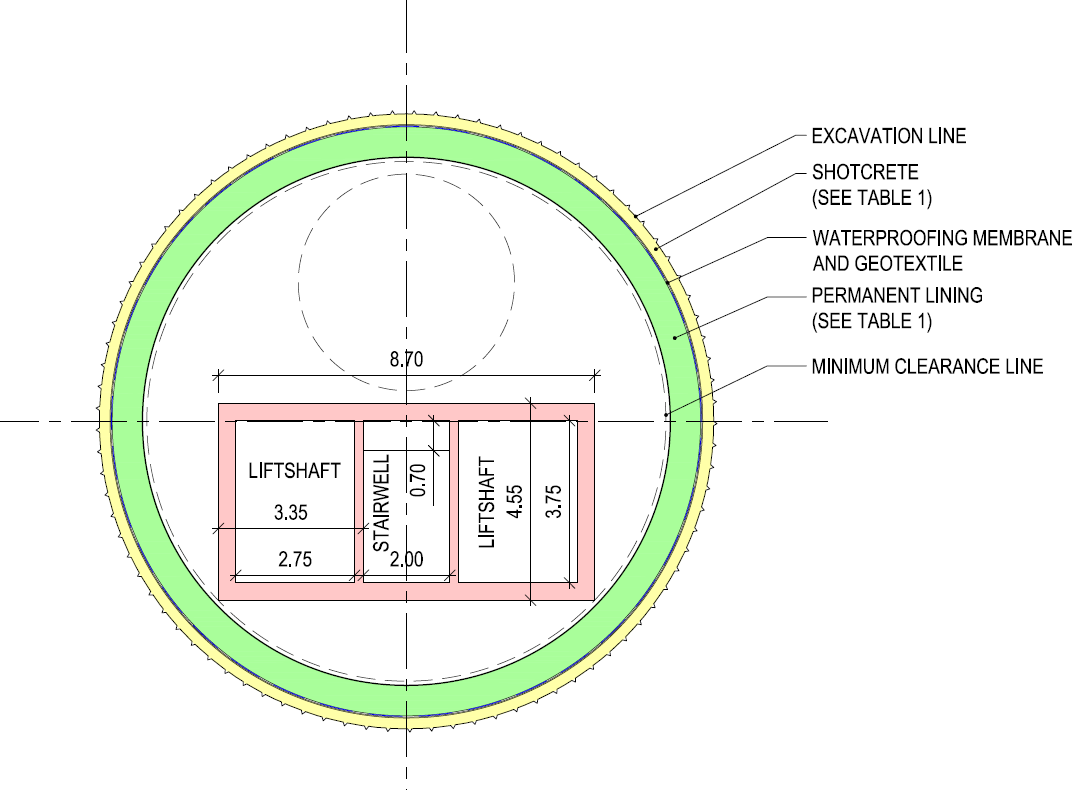 EXCAVATION LINE
SHOTCRETE
(SEE TABLE 1)
WATERPROOFING MEMBRANE
AND GEOTEXTILE
PERMANENT LINING
(SEE TABLE 1)
MINIMUM CLEARANCE LINE
8.70
LIFTSHAFT
3.35
2.75
STAIRWELL
0.70
2.00
LIFTSHAFT
4.55
3.75